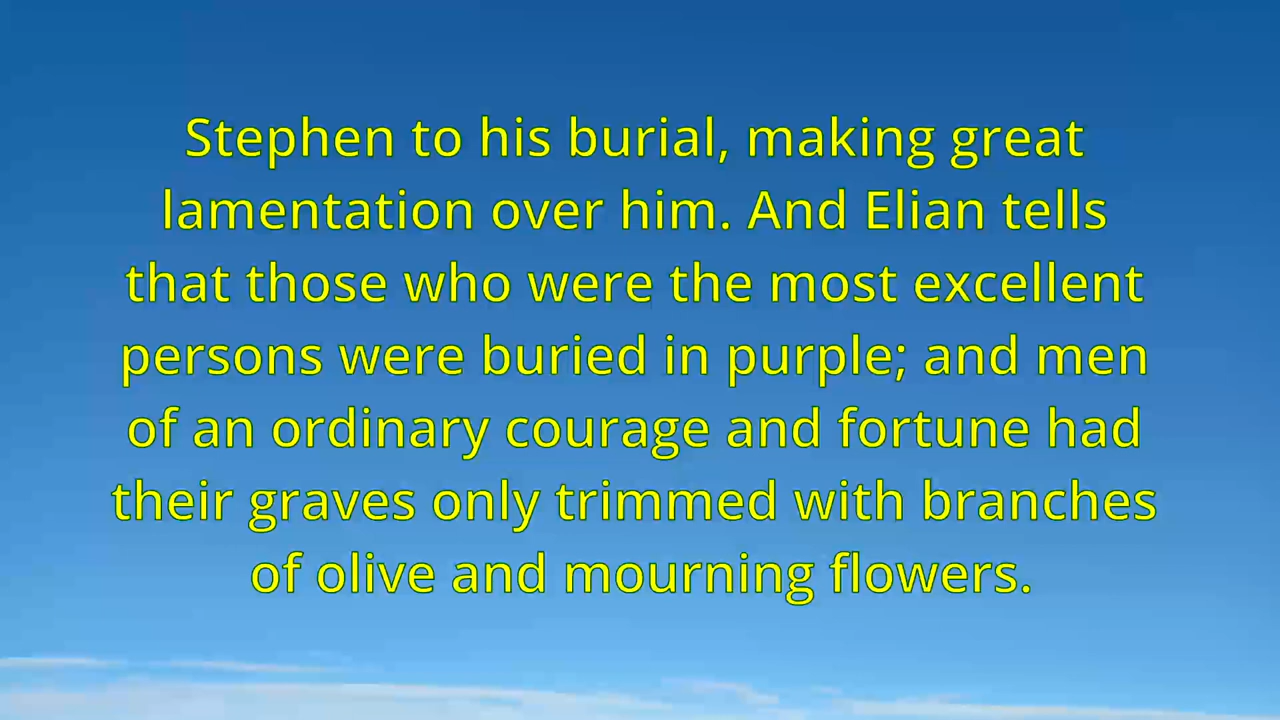 Stephen to his burial, making great
lamentation over him. And Elian tells
that those who were the most excellent
persons were buried in purple; and men
of an ordinary courage and fortune had
their graves only trimmed with branches
of olive and mourning flowers.